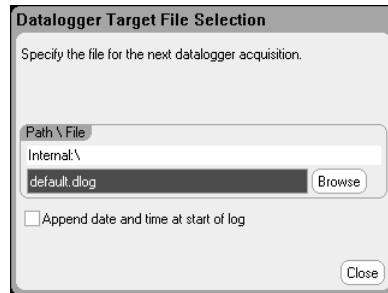 Datalogger Target File Selection
Specify the file for the next datalogger acquisition.
Path \ File
Internal:\
default.dlog
Browse
Append date and time at start of log
Close